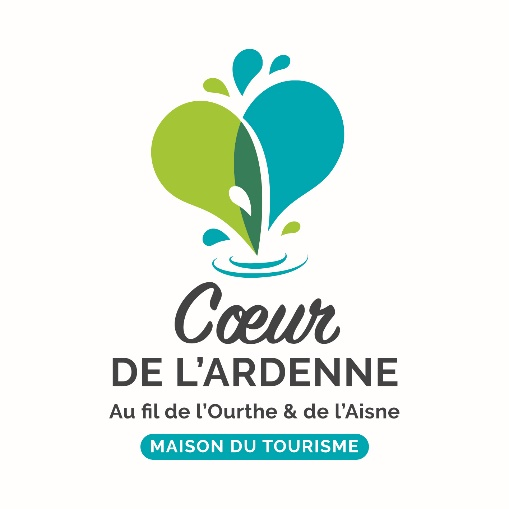 Cœur
DE L'ARDENNE
Au fil de l'Ourthe & de l'Aisne
MAISON DU TOURISME